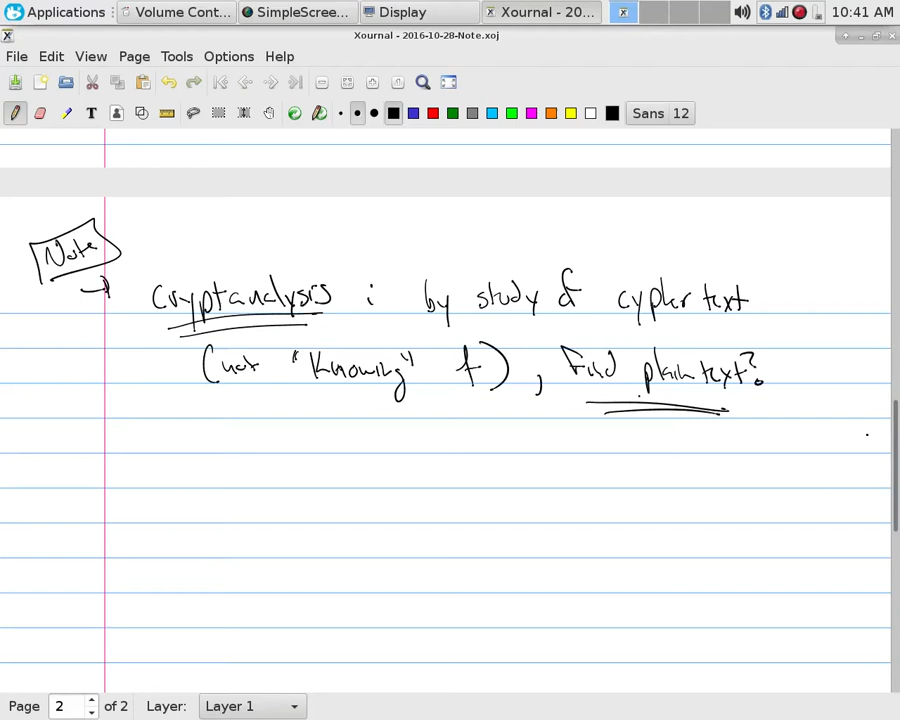 Applications Volume Cont... SimpleScree... Display Xournal - 20... 10:41 AM
Xournal - 2016-10-28-Note.xoj
File Edit View Page Tools Options Help
Sans 12
Note
cryptanalysis : by study of cypher text
(not "Knowing" f), Find plain text?
Page 2 of 2 Layer: Layer 1